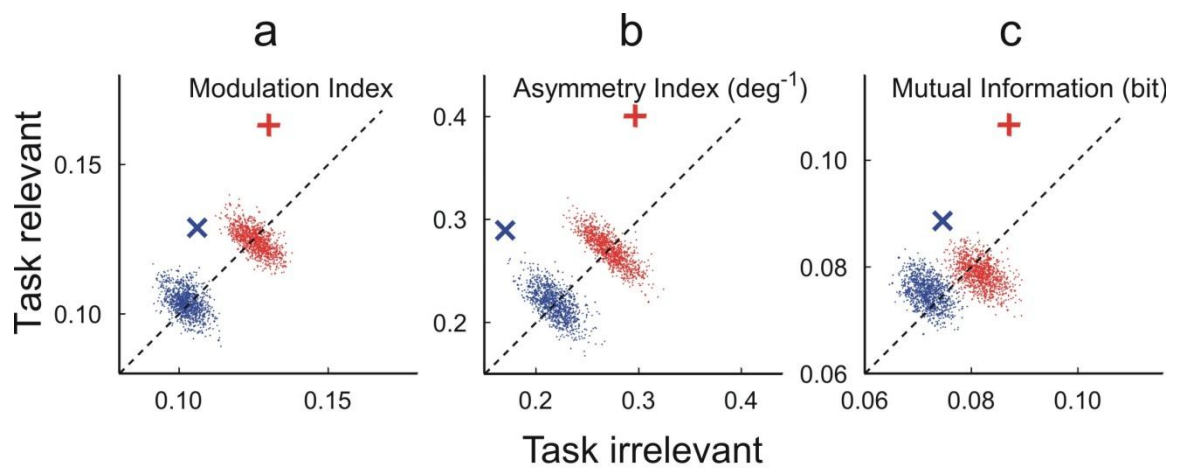 a
b
c
Modulation Index
Asymmetry Index (deg⁻¹)
Mutual Information (bit)
Task relevant
0.15
0.10
0.4
0.3
0.2
0.10
0.08
0.06
0.10
0.15
0.2
0.3
0.4
0.06
0.08
0.10
Task irrelevant